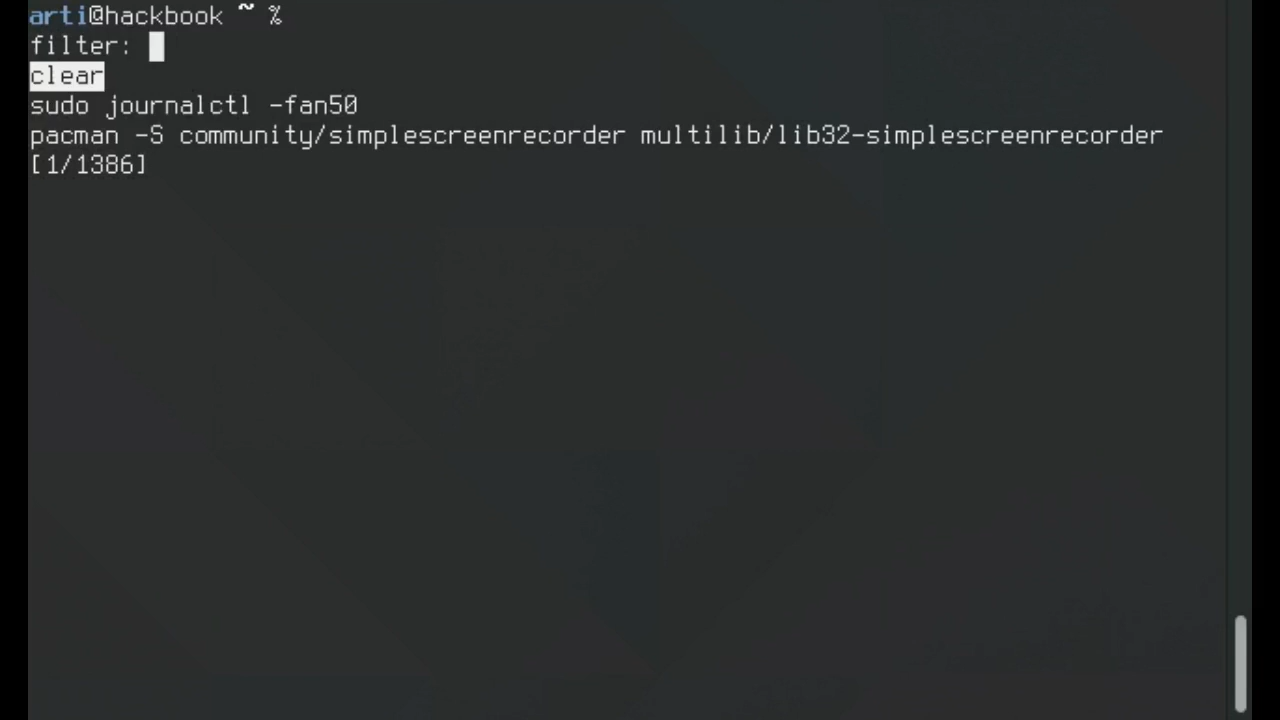 arti@hackbook ~ %
filter:
clear
sudo journalctl -fan50
pacman -S community/simplescreenrecorder multilib/lib32-simplescreenrecorder
[1/1386]